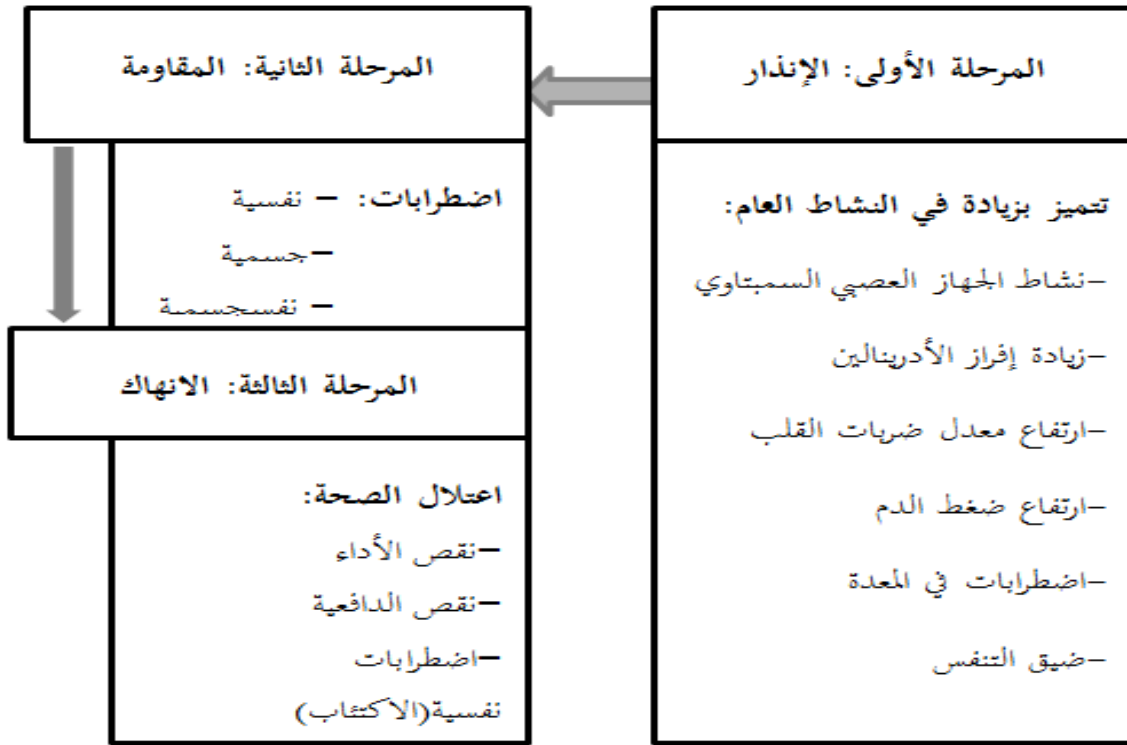 المرحلة الأولى: الإنذار
تتميز بزيادة في النشاط العام:
–نشاط الجهاز العصبي السمبتاوي
–زيادة إفراز الأدرينالين
–ارتفاع معدل ضربات القلب
–ارتفاع ضغط الدم
–اضطرابات في المعدة
–ضيق التنفس
المرحلة الثانية: المقاومة
اضطرابات: – نفسية
–جسمية
– نفسجسمية
المرحلة الثالثة: الانهاك
اعتلال الصحة:
–نقص الأداء
–نقص الدافعية
–اضطرابات
نفسية(الاكتئاب)